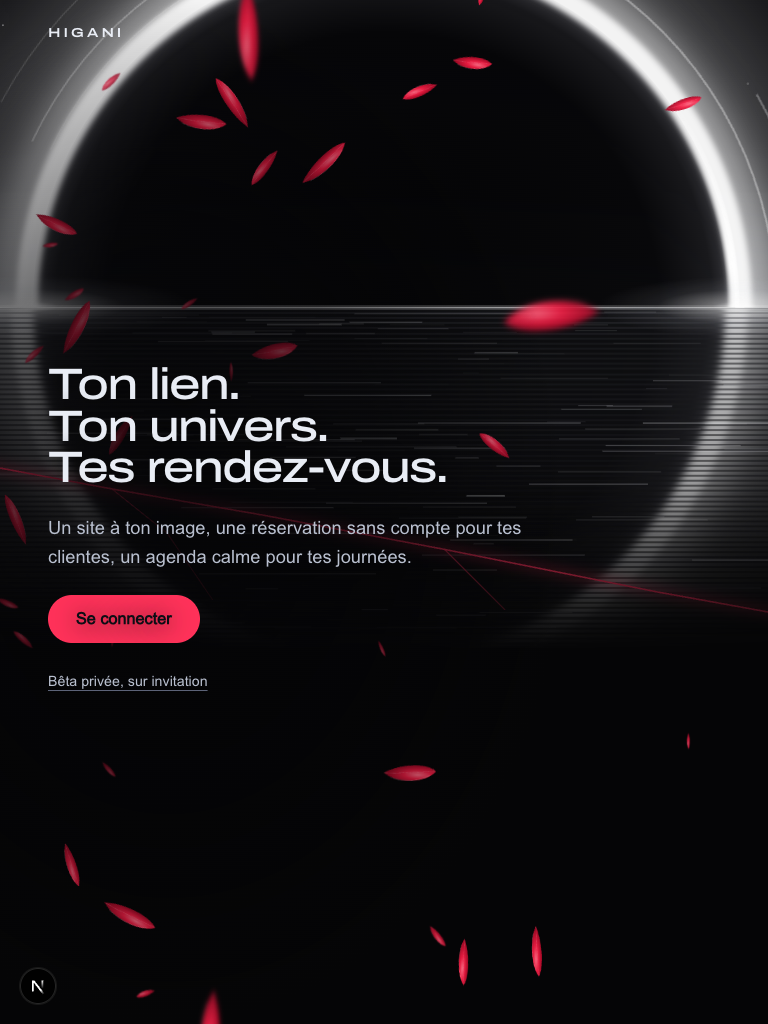 HIGANI
Ton lien.
Ton univers.
Tes rendez-vous.
Un site à ton image, une réservation sans compte pour tes
clientes, un agenda calme pour tes journées.
Se connecter
Bêta privée, sur invitation
N